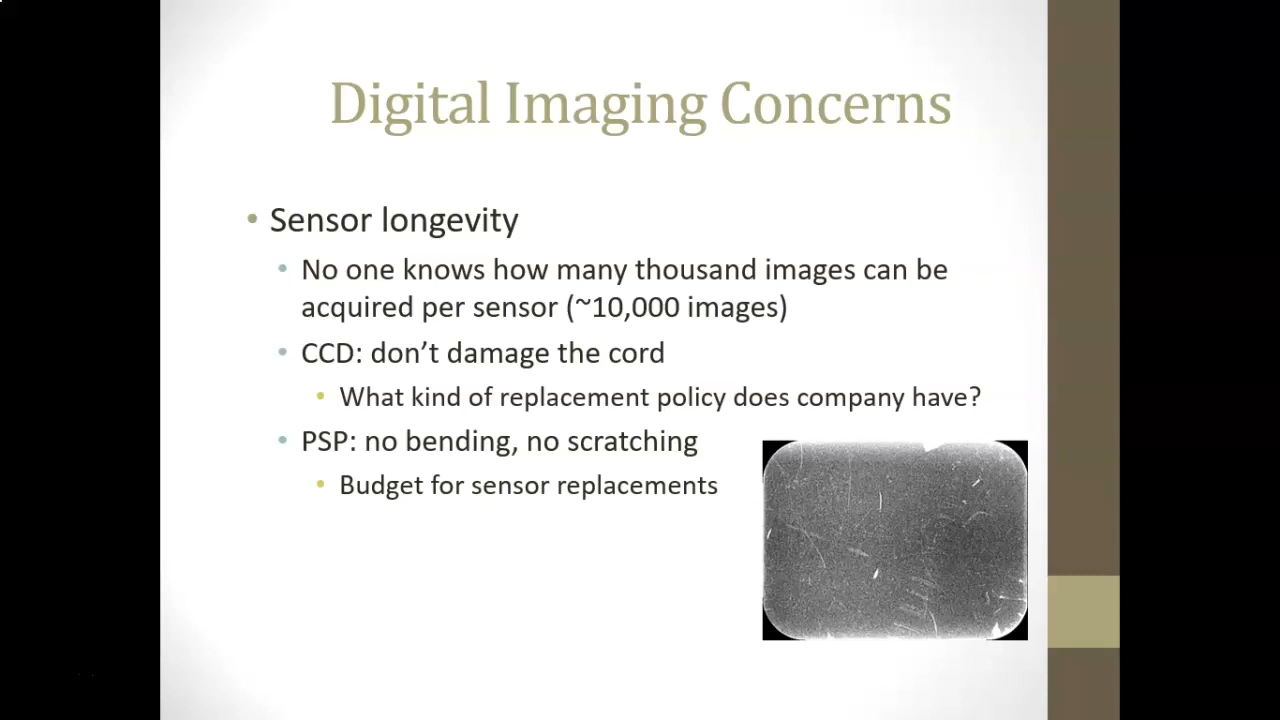 Digital Imaging Concerns
• Sensor longevity
• No one knows how many thousand images can be
acquired per sensor (~10,000 images)
• CCD: don’t damage the cord
• What kind of replacement policy does company have?
• PSP: no bending, no scratching
• Budget for sensor replacements